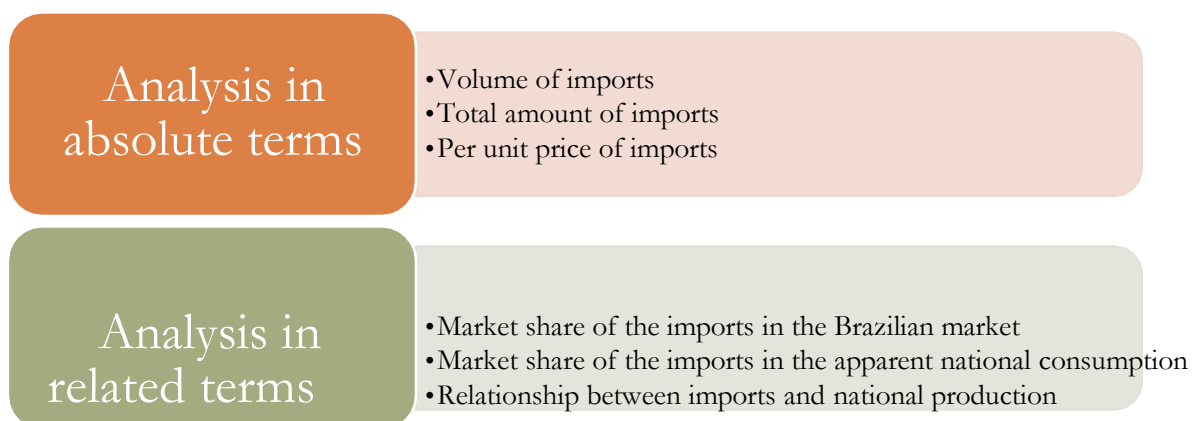 Analysis in
absolute terms
•Volume of imports
•Total amount of imports
•Per unit price of imports
Analysis in
related terms
•Market share of the imports in the Brazilian market
•Market share of the imports in the apparent national consumption
•Relationship between imports and national production